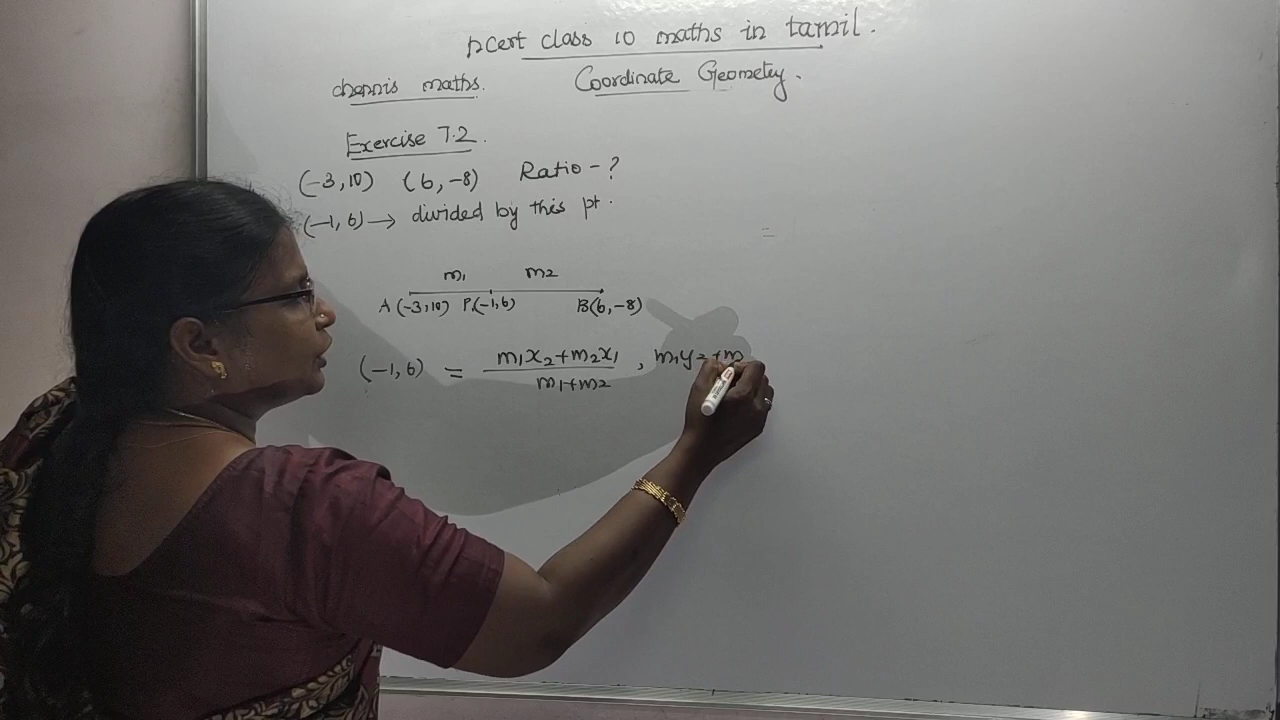 ncert class 10 maths in tamil.
chennis maths. Coordinate Geometry.
Exercise 7.2.
(-3,10) (6,-8) Ratio - ?
(-1,6) → divided by this pt.
m1 m2
A(-3,10) P(-1,6) B(6,-8)
(-1,6) = m1x2+m2x1 , m1y2+m
m1+m2
=